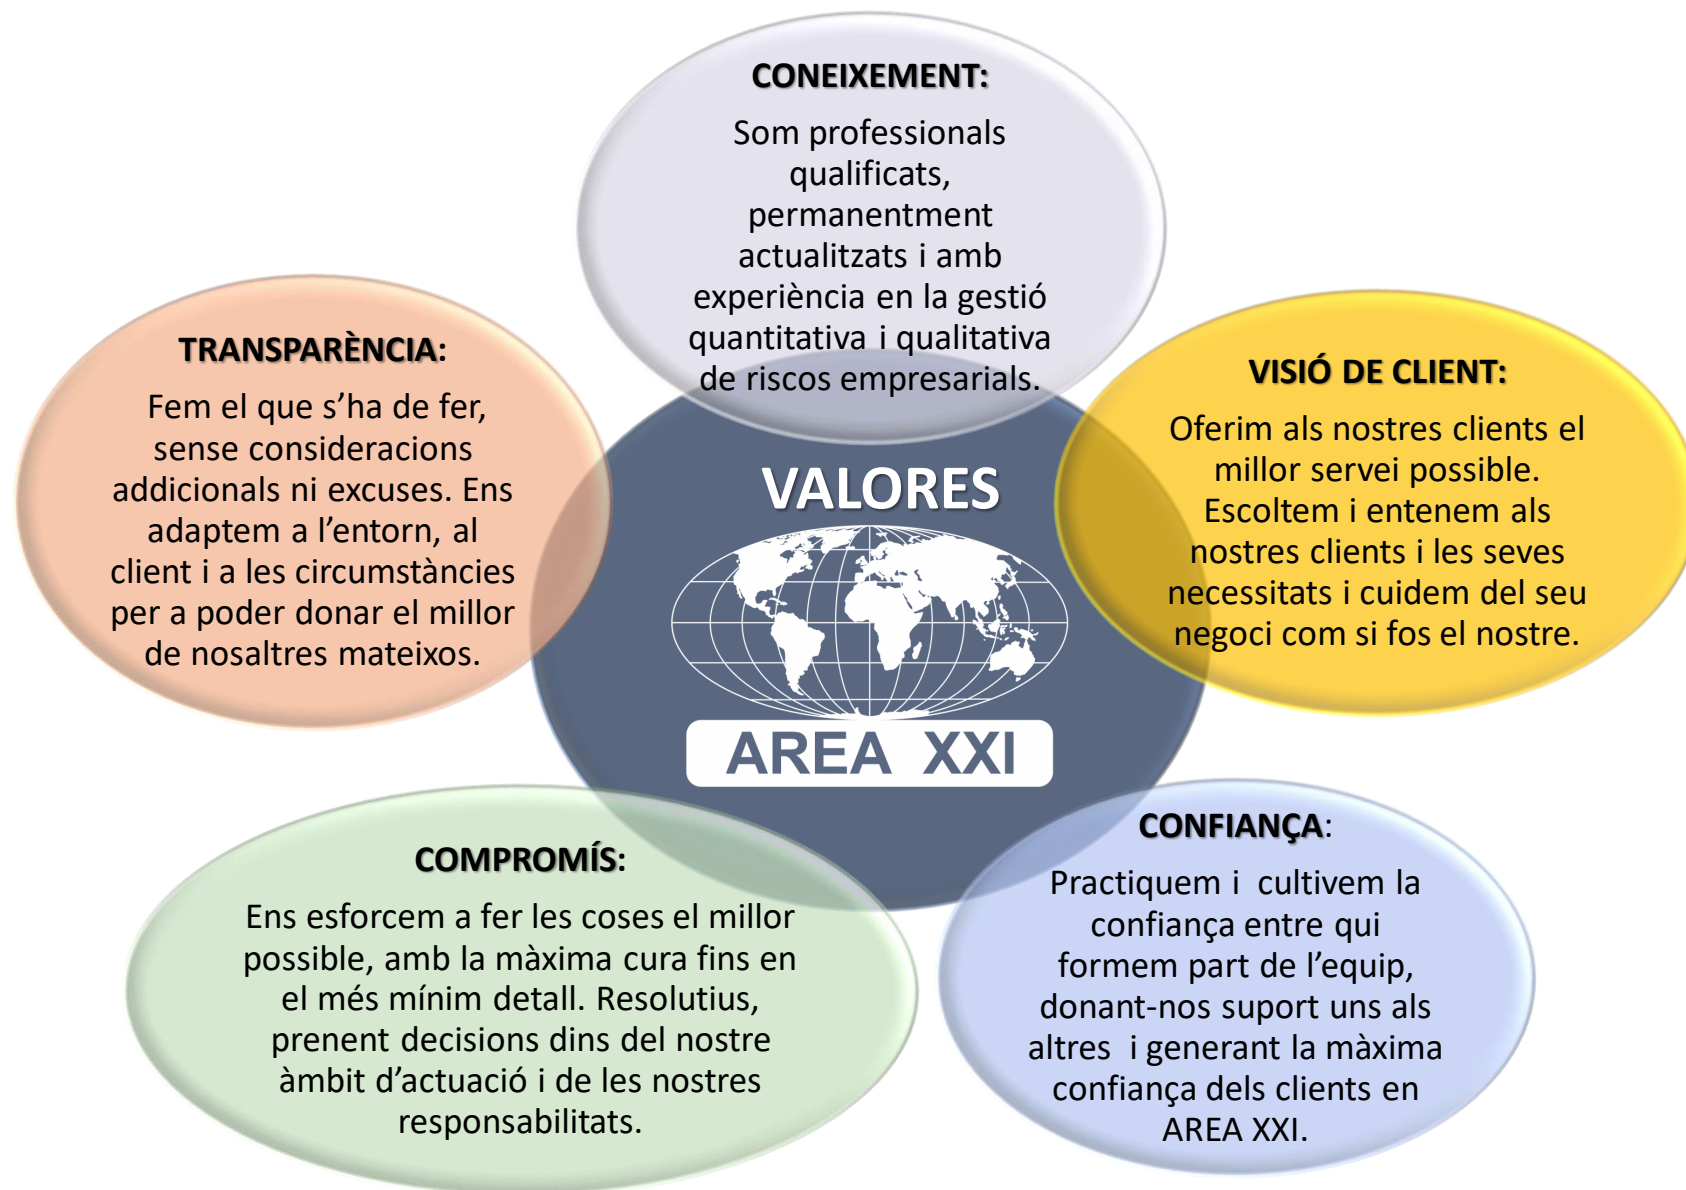 CONEIXEMENT:
Som professionals
qualificats,
permanentment
actualitzats i amb
experiència en la gestió
quantitativa i qualitativa
de riscos empresarials.
TRANSPARÈNCIA:
Fem el que s’ha de fer,
sense consideracions
addicionals ni excuses. Ens
adaptem a l’entorn, al
client i a les circumstàncies
per a poder donar el millor
de nosaltres mateixos.
VISIÓ DE CLIENT:
Oferim als nostres clients el
millor servei possible.
Escoltem i entenem als
nostres clients i les seves
necessitats i cuidem del seu
negoci com si fos el nostre.
VALORES
AREA XXI
COMPROMÍS:
Ens esforcem a fer les coses el millor
possible, amb la màxima cura fins en
el més mínim detall. Resolutius,
prenent decisions dins del nostre
àmbit d’actuació i de les nostres
responsabilitats.
CONFIANÇA:
Practiquem i cultivem la
confiança entre qui
formem part de l’equip,
donant-nos suport uns als
altres i generant la màxima
confiança dels clients en
AREA XXI.